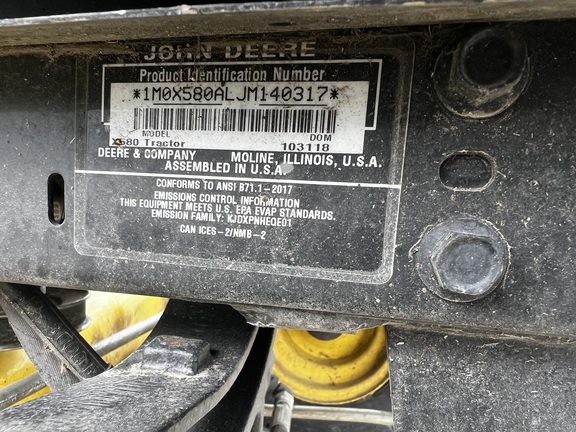 JOHN DEERE
Product Identification Number
*1M0X580ALJM140317*
MODEL DOM
X580 Tractor 103118
DEERE & COMPANY MOLINE, ILLINOIS, U.S.A.
ASSEMBLED IN U.S.A.
CONFORMS TO ANSI B71.1-2017
EMISSIONS CONTROL INFORMATION
THIS EQUIPMENT MEETS U.S. EPA EVAP STANDARDS.
EMISSION FAMILY: KJDXPNHEQE01
CAN ICES-2/NMB-2